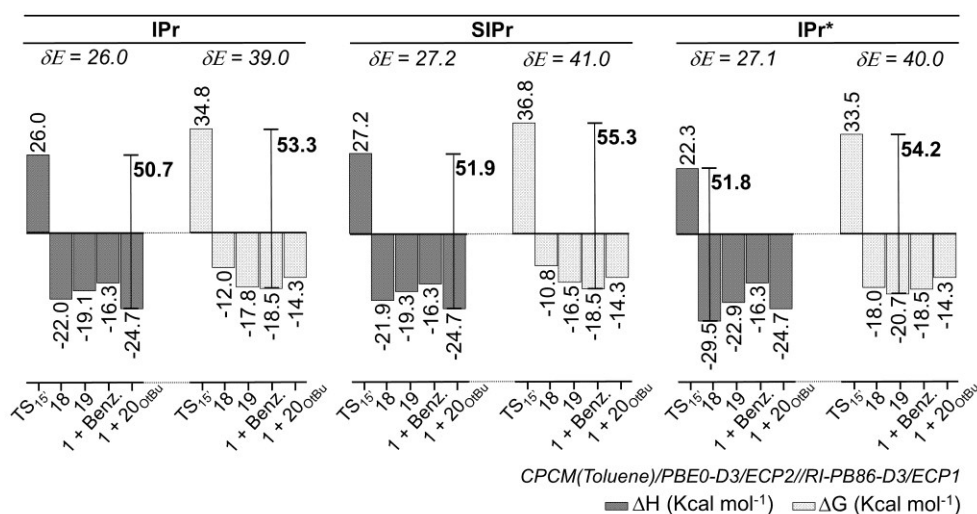 IPr SIPr IPr*
δE = 26.0 δE = 39.0 δE = 27.2 δE = 41.0 δE = 27.1 δE = 40.0
26.0 34.8 27.2 36.8 22.3 33.5
50.7 53.3 51.9 55.3 51.8 54.2
-22.0 -19.1 -16.3 -24.7 -12.0 -17.8 -18.5 -14.3 -21.9 -19.3 -16.3 -24.7 -10.8 -16.5 -18.5 -14.3 -29.5 -22.9 -16.3 -24.7 -18.0 -20.7 -18.5 -14.3
TS15' 18 19 1 + Benz. 1 + 20OtBu TS15' 18 19 1 + Benz. 1 + 20OtBu TS15' 18 19 1 + Benz. 1 + 20OtBu TS15' 18 19 1 + Benz. 1 + 20OtBu TS15' 18 19 1 + Benz. 1 + 20OtBu TS15' 18 19 1 + Benz. 1 + 20OtBu
CPCM(Toluene)/PBE0-D3/ECP2//RI-PB86-D3/ECP1
ΔH (Kcal mol⁻¹) ΔG (Kcal mol⁻¹)